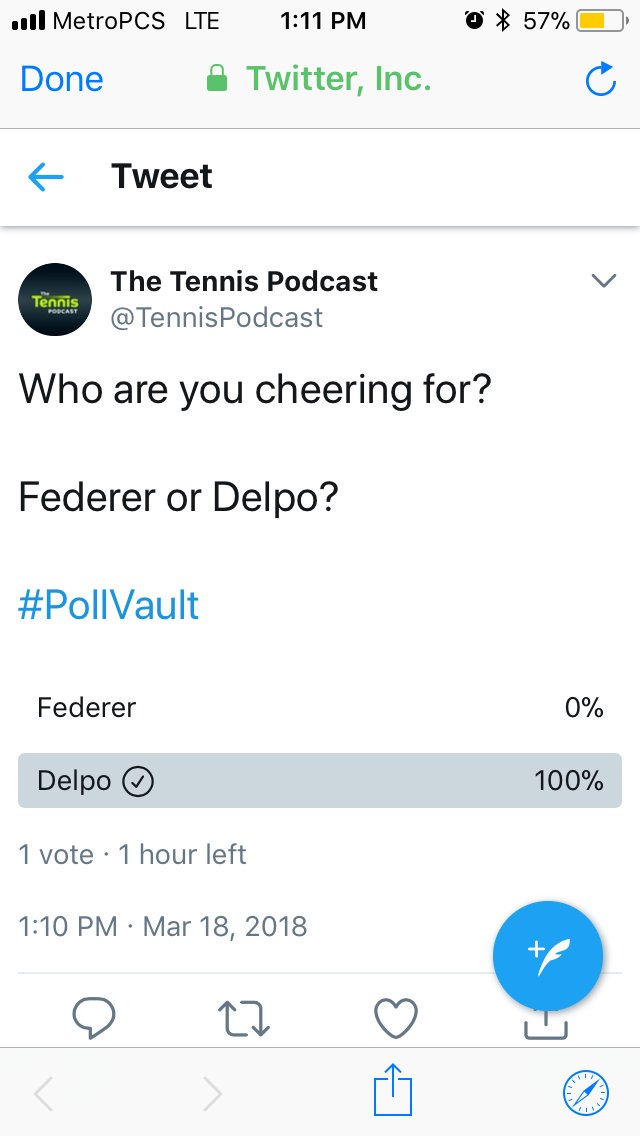 MetroPCS LTE 1:11 PM 57%
Done Twitter, Inc.
Tweet
The Tennis Podcast
@TennisPodcast
The
Tennis
PODCAST
Who are you cheering for?
Federer or Delpo?
#PollVault
Federer 0%
Delpo 100%
1 vote · 1 hour left
1:10 PM · Mar 18, 2018